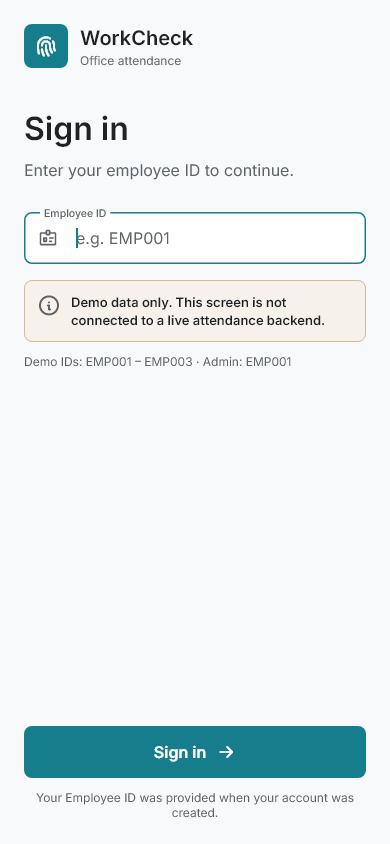 WorkCheck
Office attendance
Sign in
Enter your employee ID to continue.
Employee ID
e.g. EMP001
Demo data only. This screen is not
connected to a live attendance backend.
Demo IDs: EMP001 – EMP003 · Admin: EMP001
Sign in
Your Employee ID was provided when your account was
created.